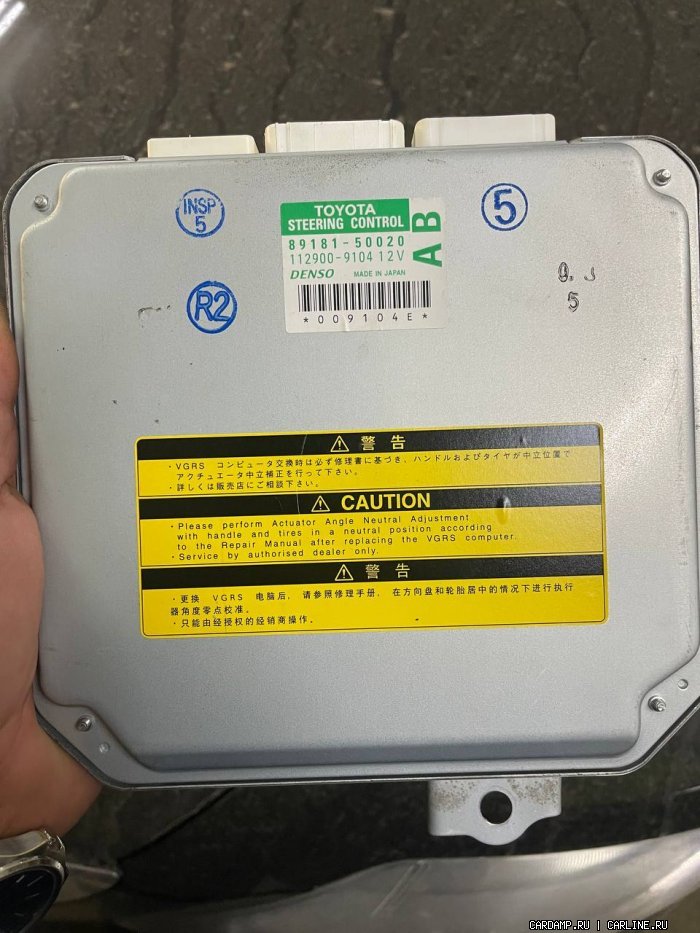 INSP
5
TOYOTA
STEERING CONTROL
89181-50020
112900-9104 12V
DENSO MADE IN JAPAN
AB
*009104E*
5
R2
5
警告
・VGRS コンピュータ交換時は必ず修理書に基づき、ハンドルおよびタイヤが中立位置で
アクチュエータ中立補正を行って下さい。
・詳しくは販売店にご相談下さい。
CAUTION
・Please perform Actuator Angle Neutral Adjustment
with handle and tires in a neutral position according
to the Repair Manual after replacing the VGRS computer.
・Service by authorised dealer only.
警告
・更换 VGRS 电脑后，请参照修理手册，在方向盘和轮胎居中的情况下进行执行
器角度零点校准。
・只能由经授权的经销商操作。
CARDAMP.RU | CARLINE.RU